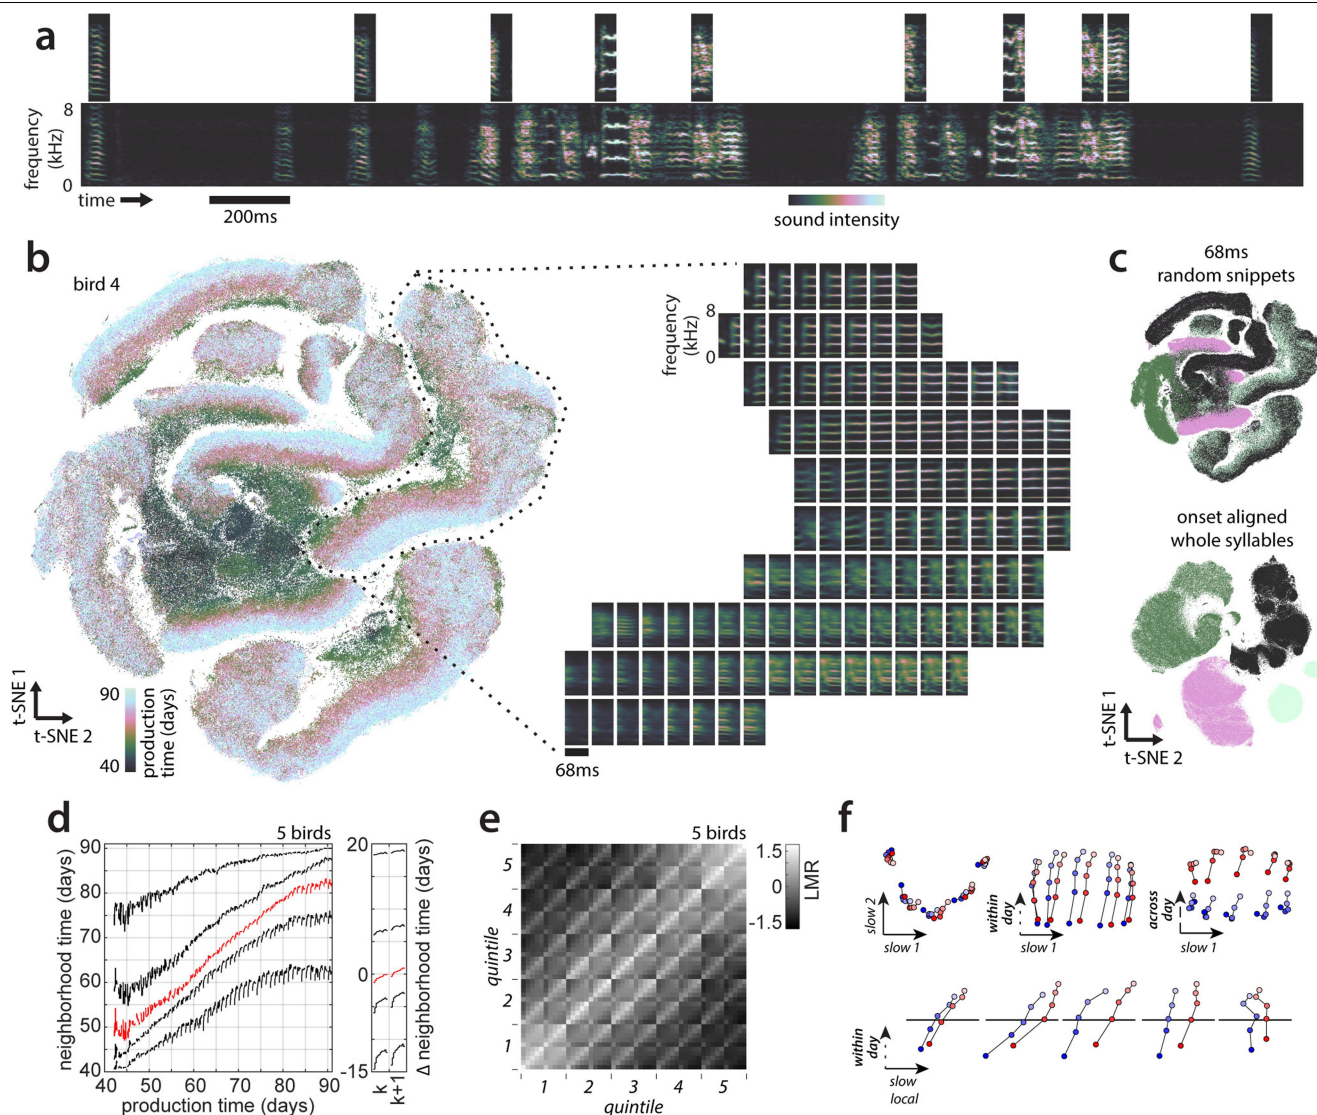 a
8
frequency
(kHz)
0
time
200ms
sound intensity
b
bird 4
frequency
(kHz)
8
0
t-SNE 1
t-SNE 2
90
40
production
time (days)
68ms
c
68ms
random snippets
onset aligned
whole syllables
t-SNE 1
t-SNE 2
d
5 birds
neighborhood time (days)
90
85
75
65
60
50
40
40 50 60 70 80 90
production time (days)
20
0
-15
Δ neighborhood time (days)
k
k+1
e
5 birds
quintile
5
4
3
2
1
1 2 3 4 5
quintile
1.5
0
-1.5
LMR
f
slow 2
slow 1
within
day
slow 1
across
day
slow 1
within
day
slow
local